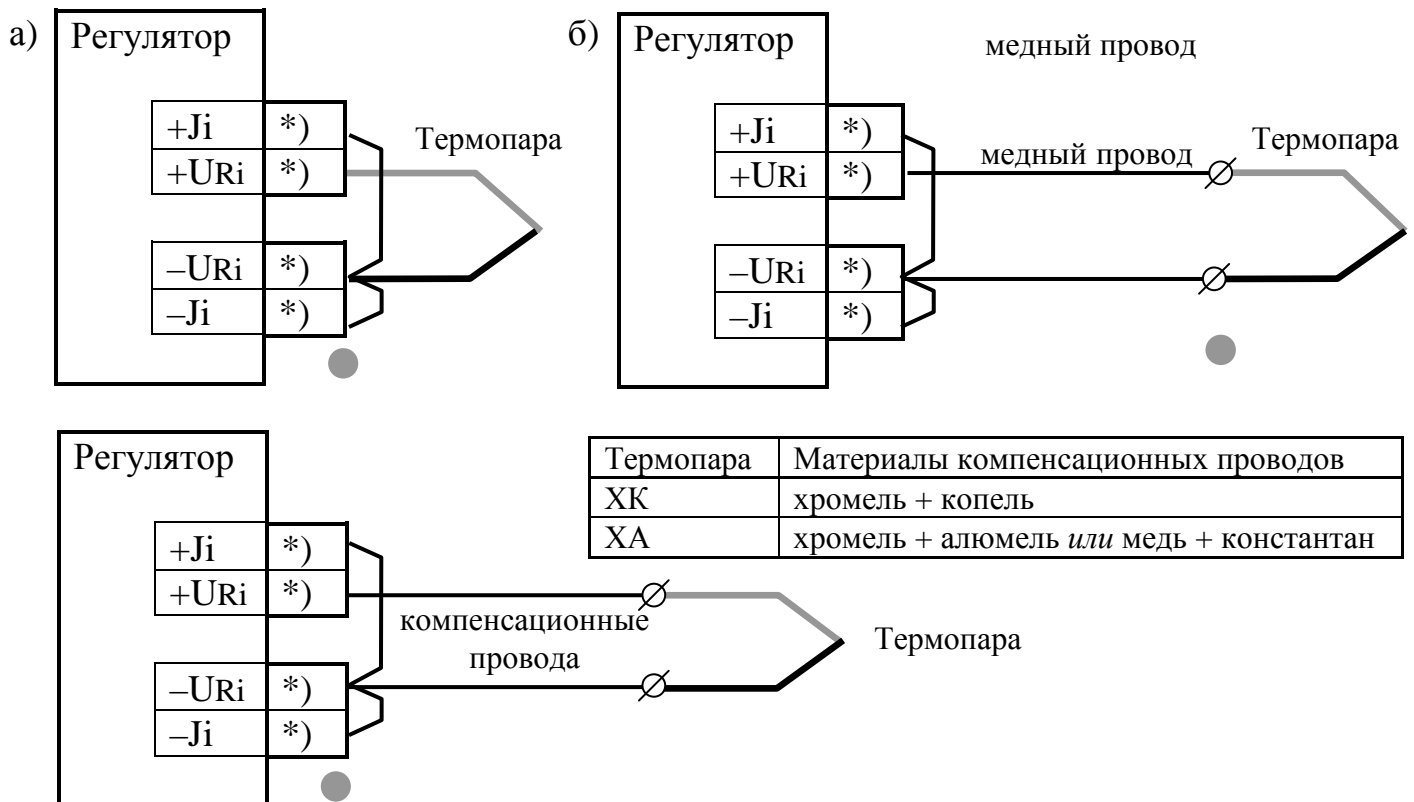 а)
Регулятор
+Ji *)
+URi *)
–URi *)
–Ji *)
Термопара
б)
Регулятор
медный провод
+Ji *)
+URi *)
–URi *)
–Ji *)
медный провод
Термопара
Регулятор
+Ji *)
+URi *)
–URi *)
–Ji *)
компенсационные
провода
Термопара
Термопара Материалы компенсационных проводов
ХК хромель + копель
ХА хромель + алюмель или медь + константан